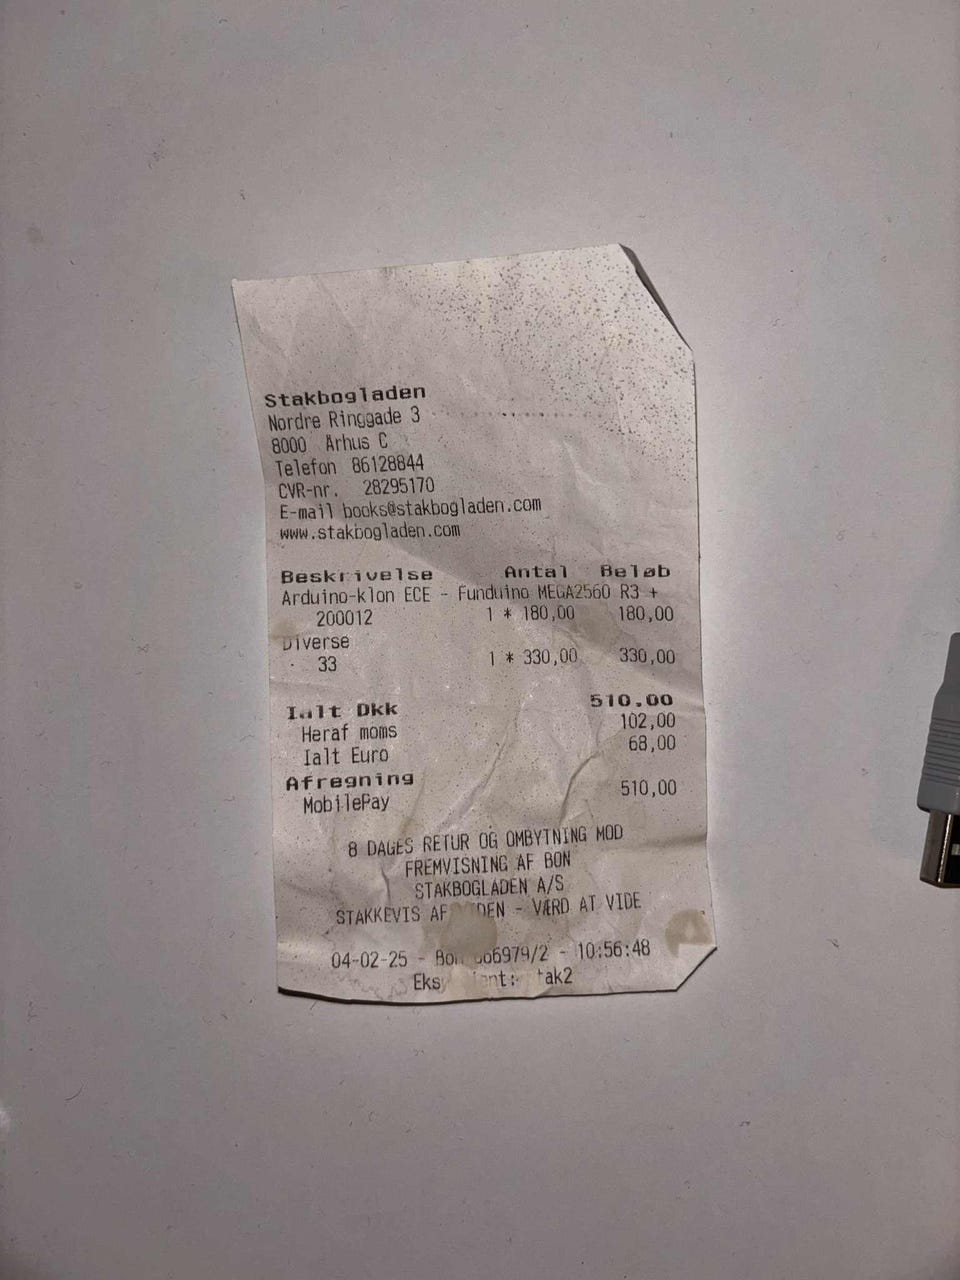 Stakbogladen
Nordre Ringgade 3
8000 Århus C
Telefon 86128844
CVR-nr. 28295170
E-mail books@stakbogladen.com
www.stakbogladen.com
Beskrivelse Antal Beløb
Arduino-klon ECE - Funduino MEGA2560 R3 +
200012 1 * 180,00 180,00
Diverse
33 1 * 330,00 330,00
Ialt Dkk 510.00
Heraf moms 102,00
Ialt Euro 68,00
Afregning
MobilePay 510,00
8 DAGES RETUR OG OMBYTNING MOD
FREMVISNING AF BON
STAKBOGLADEN A/S
STAKKEVIS AF - VÆRD AT VIDE
04-02-25 - Bon - 10:56:48